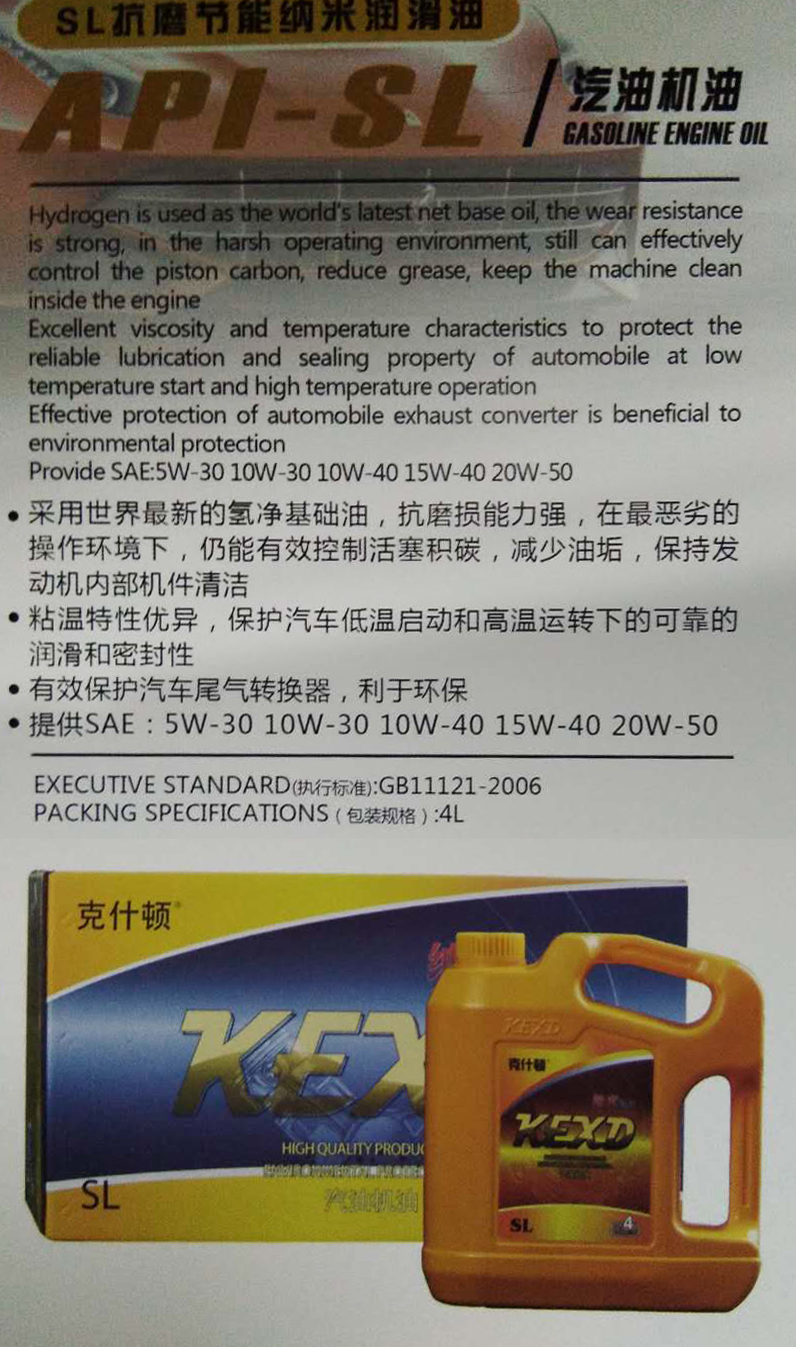 SL抗磨节能纳米润滑油
API-SL
汽油机油
GASOLINE ENGINE OIL
Hydrogen is used as the world's latest net base oil, the wear resistance
is strong, in the harsh operating environment, still can effectively
control the piston carbon, reduce grease, keep the machine clean
inside the engine
Excellent viscosity and temperature characteristics to protect the
reliable lubrication and sealing property of automobile at low
temperature start and high temperature operation
Effective protection of automobile exhaust converter is beneficial to
environmental protection
Provide SAE:5W-30 10W-30 10W-40 15W-40 20W-50
• 采用世界最新的氢净基础油，抗磨损能力强，在最恶劣的
操作环境下，仍能有效控制活塞积碳，减少油垢，保持发
动机内部机件清洁
• 粘温特性优异，保护汽车低温启动和高温运转下的可靠的
润滑和密封性
• 有效保护汽车尾气转换器，利于环保
• 提供SAE：5W-30 10W-30 10W-40 15W-40 20W-50
EXECUTIVE STANDARD(执行标准):GB11121-2006
PACKING SPECIFICATIONS（包装规格）:4L
克什顿
KEX
HIGH QUALITY PRODUC
SL
汽油机油
KEXD
克什顿
KEXD
SL
4